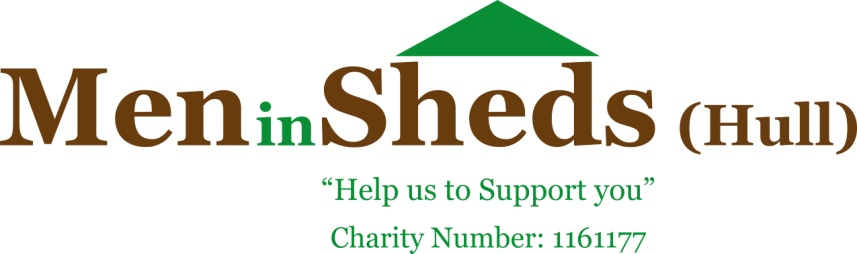 Men in Sheds (Hull)
“Help us to Support you”
Charity Number: 1161177